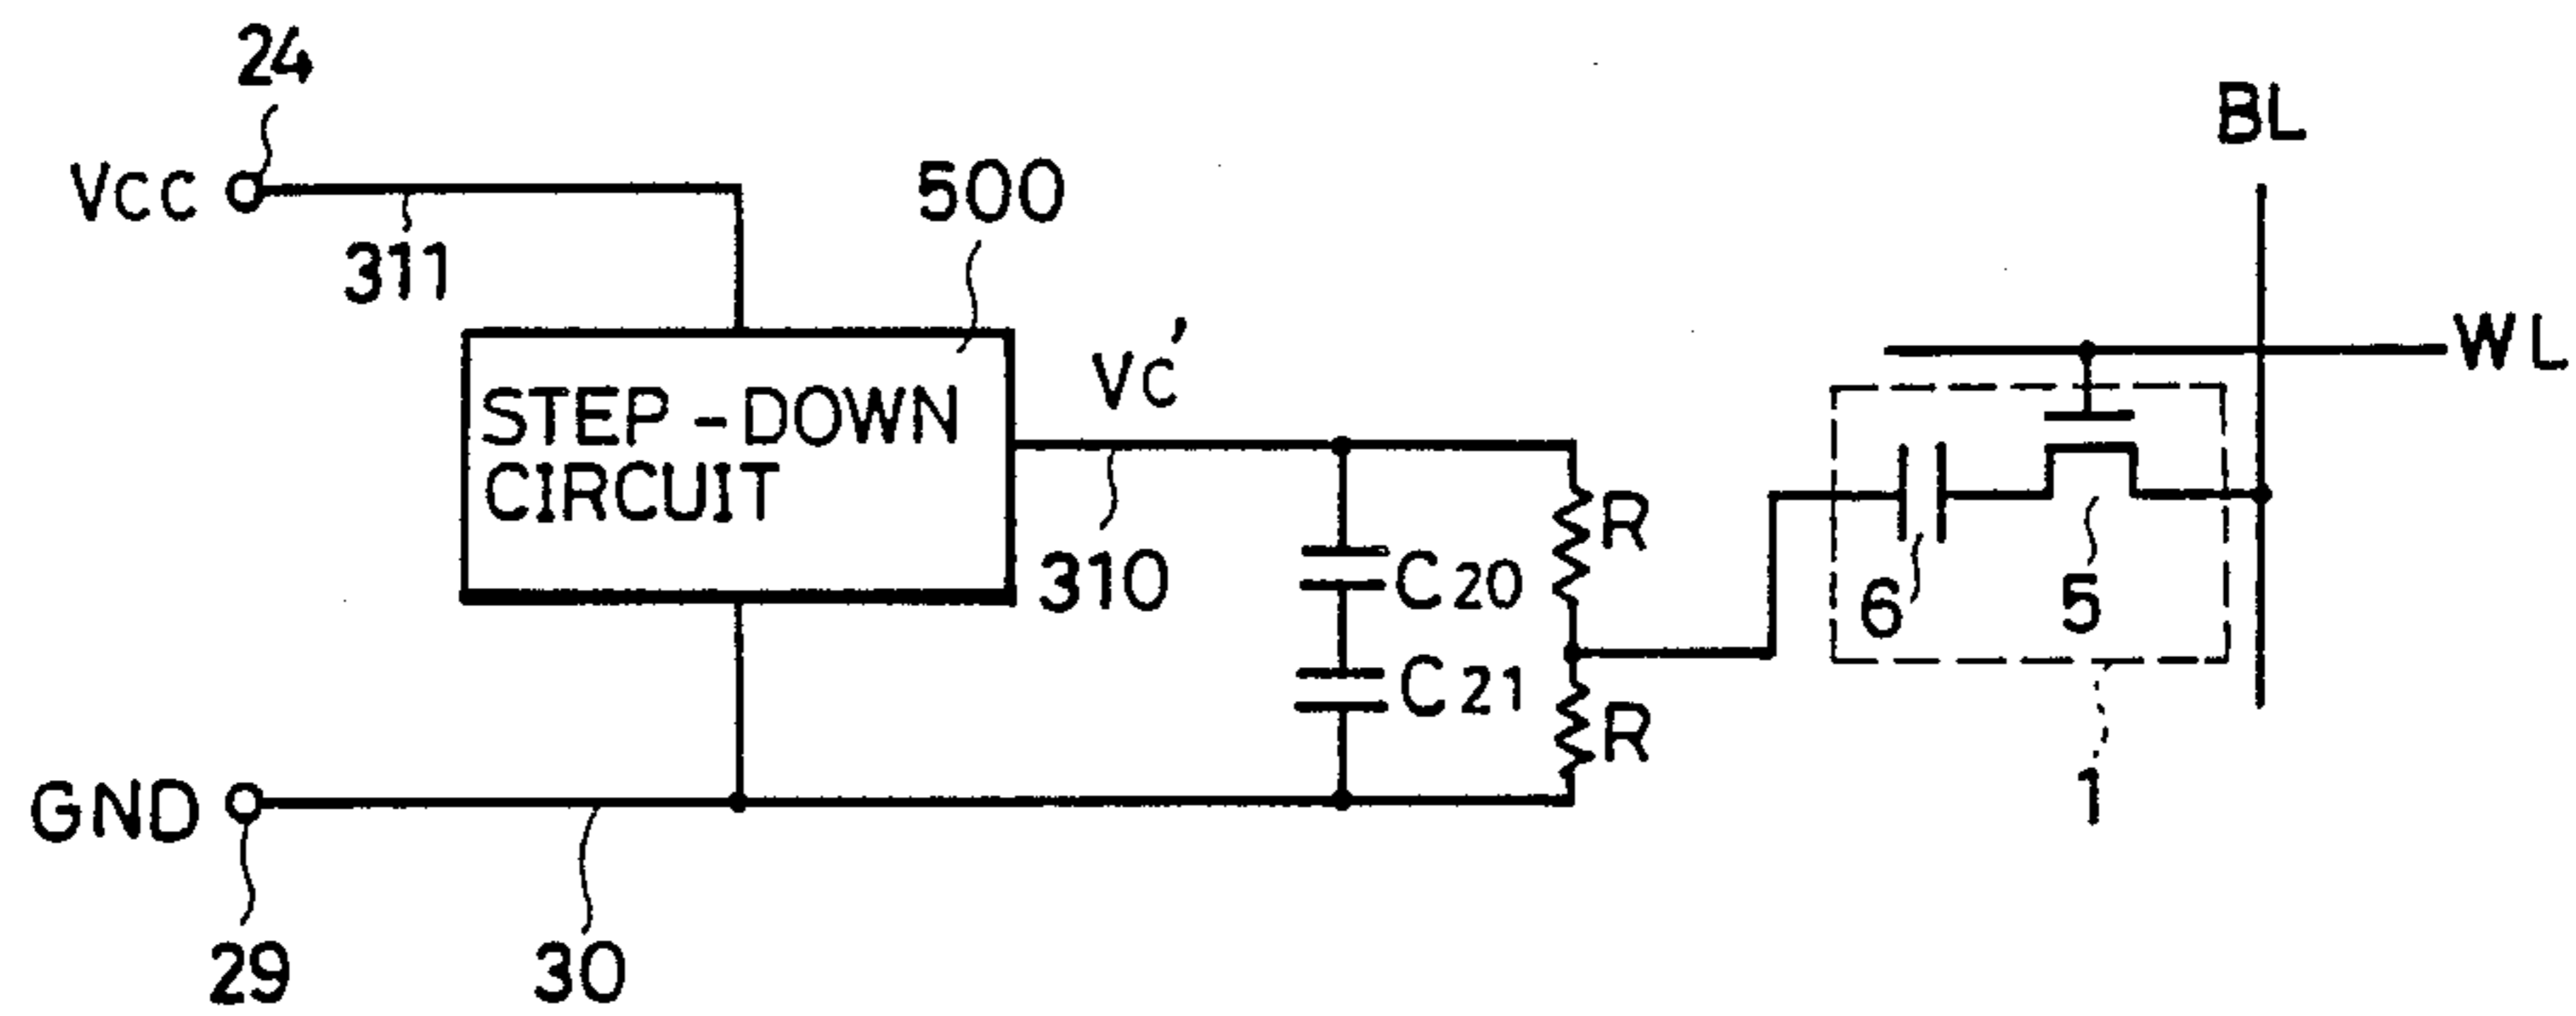 24
BL
VCC
500
311
WL
VC'
STEP-DOWN
CIRCUIT
R
310
C20
6
5
C21
R
1
GND
29
30